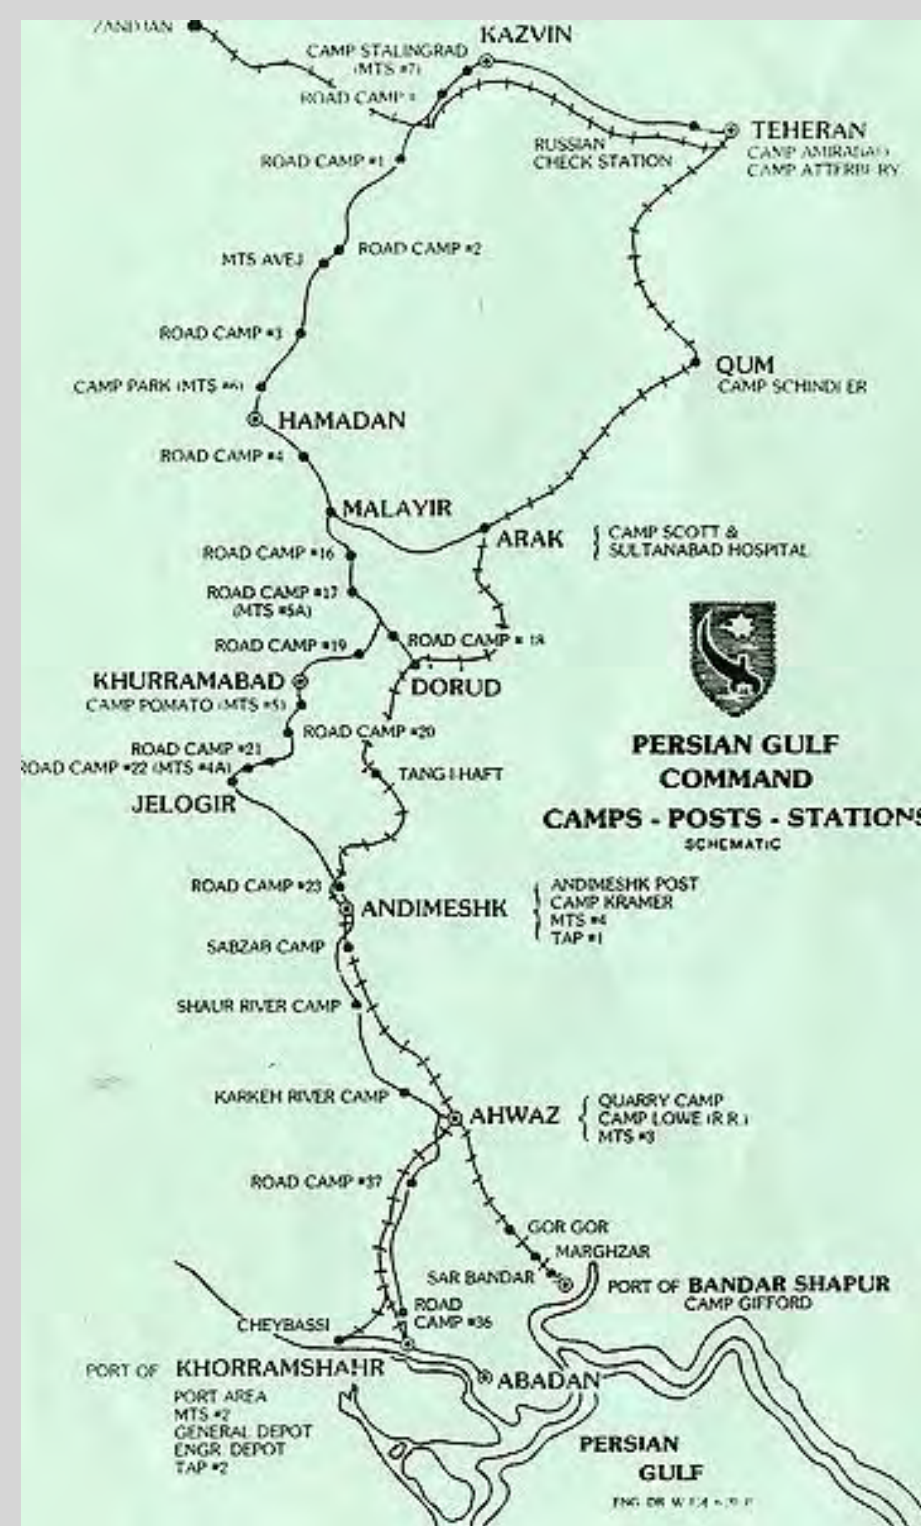 ZANDJAN
KAZVIN
CAMP STALINGRAD
(MTS #7)
ROAD CAMP
TEHERAN
CAMP AMIRABAD
CAMP ATTERBERY
RUSSIAN
CHECK STATION
ROAD CAMP #1
ROAD CAMP #2
MTS AVEJ
ROAD CAMP #3
QUM
CAMP SCHINDLER
CAMP PARK (MTS #6)
HAMADAN
ROAD CAMP #4
MALAYIR
ARAK
CAMP SCOTT &
SULTANABAD HOSPITAL
ROAD CAMP #16
ROAD CAMP #17
(MTS #5A)
ROAD CAMP #18
ROAD CAMP #19
KHURRAMABAD
CAMP POMATO (MTS #5)
DORUD
ROAD CAMP #20
ROAD CAMP #21
ROAD CAMP #22 (MTS #4A)
JELOGIR
TANG-I-HAFT
PERSIAN GULF
COMMAND
CAMPS - POSTS - STATIONS
SCHEMATIC
ROAD CAMP #23
ANDIMESHK
ANDIMESHK POST
CAMP KRAMER
MTS #4
TAP #1
SABZAB CAMP
SHAUR RIVER CAMP
KARKEH RIVER CAMP
AHWAZ
QUARRY CAMP
CAMP LOWE (R.R.)
MTS #3
ROAD CAMP #37
GOR GOR
MARGHZAR
SAR BANDAR
PORT OF BANDAR SHAPUR
CAMP GIFFORD
ROAD
CAMP #36
CHEYBASSI
PORT OF KHORRAMSHAHR
PORT AREA
MTS #2
GENERAL DEPOT
ENGR. DEPOT
TAP #2
ABADAN
PERSIAN
GULF